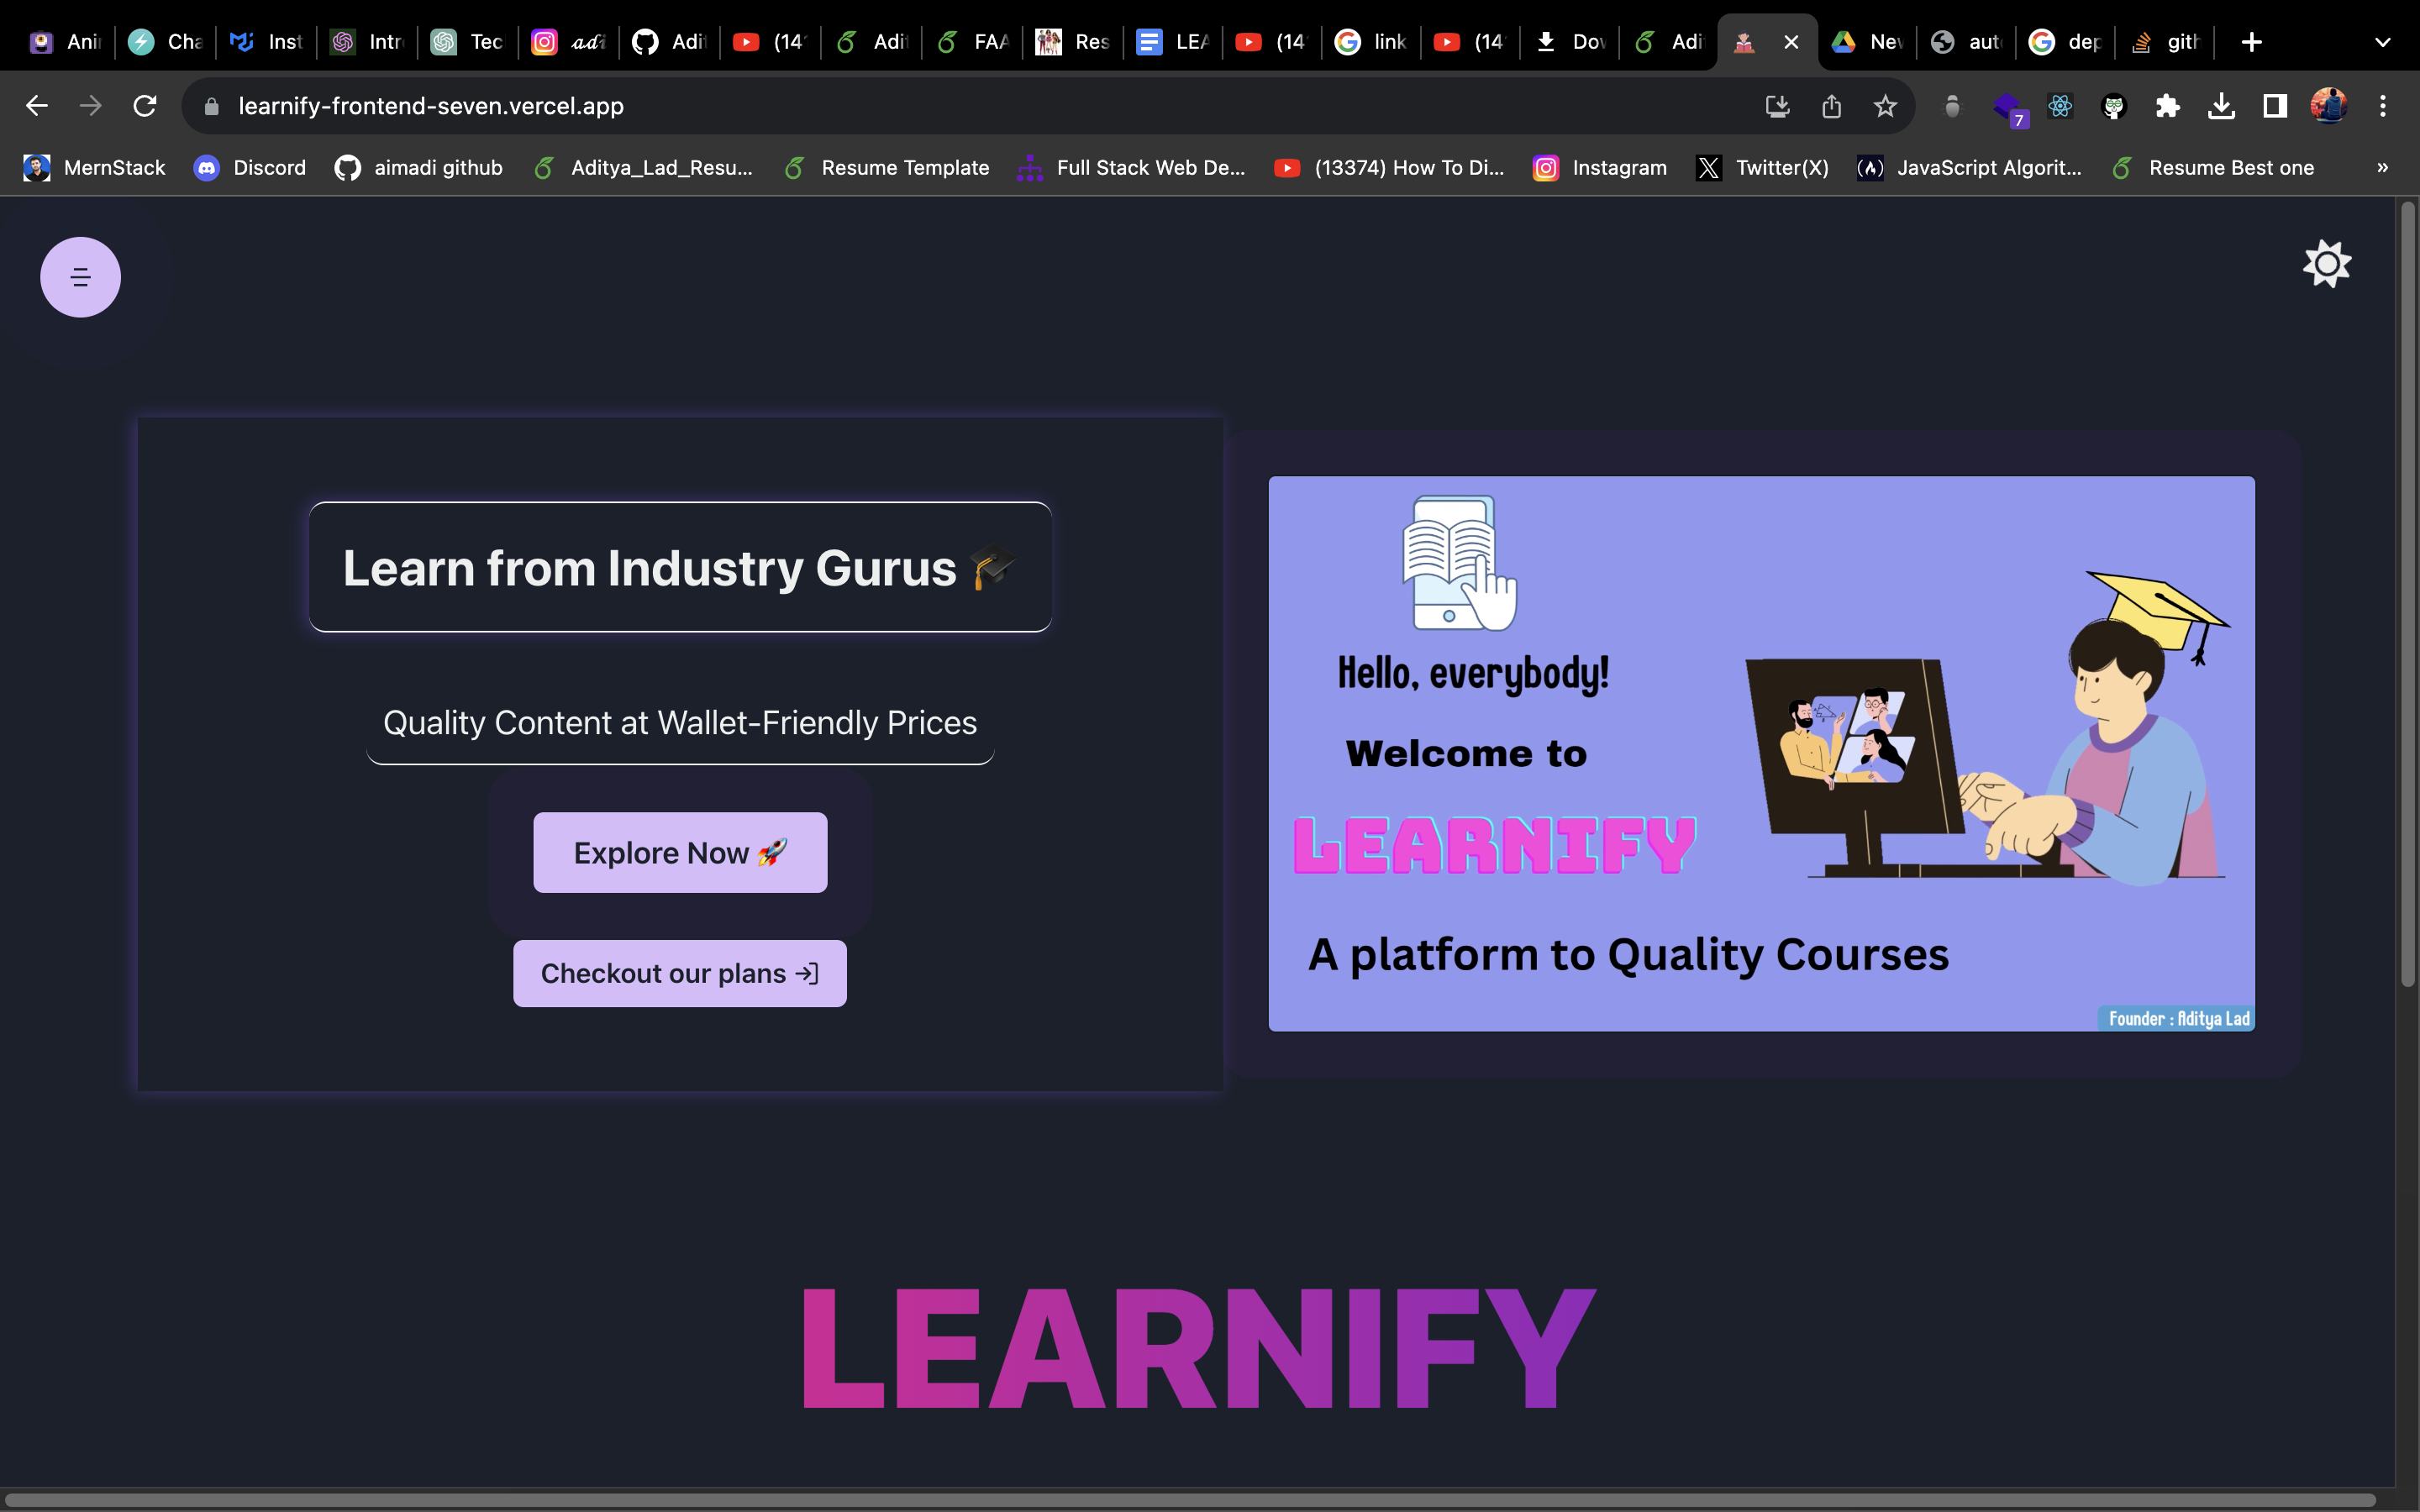 Ani
Cha
Inst
Intr
Tec
adi
Adi
(14
Adi
FAA
Res
LEA
(14
link
(14
Dov
Adi
Nev
aut
dep
gith
learnify-frontend-seven.vercel.app
7
MernStack
Discord
aimadi github
Aditya_Lad_Resu...
Resume Template
Full Stack Web De...
(13374) How To Di...
Instagram
Twitter(X)
JavaScript Algorit...
Resume Best one
»
Learn from Industry Gurus 🎓
Quality Content at Wallet-Friendly Prices
Explore Now 🚀
Checkout our plans
Hello, everybody!
Welcome to
LEARNIFY
A platform to Quality Courses
Founder : Aditya Lad
LEARNIFY